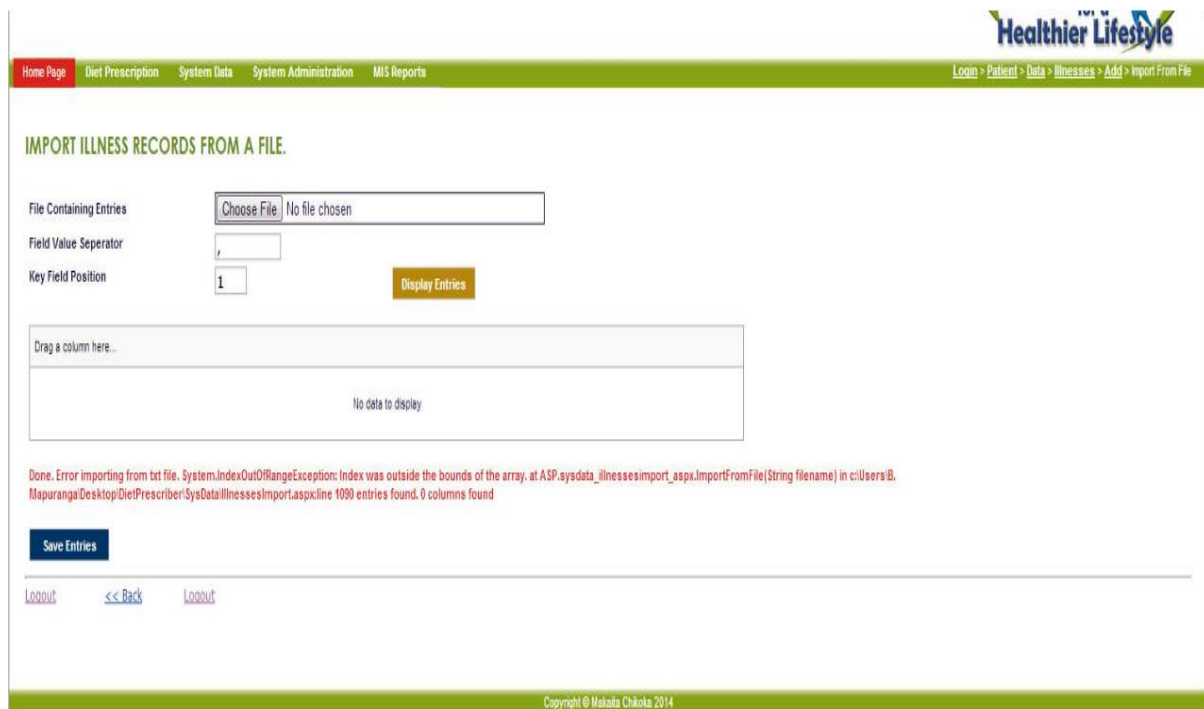 Healthier Lifestyle
Home Page Diet Prescription System Data System Administration MIS Reports Login > Patient > Data > Illnesses > Add > Import From File
IMPORT ILLNESS RECORDS FROM A FILE.
File Containing Entries Choose File No file chosen
Field Value Seperator ,
Key Field Position 1 Display Entries
Drag a column here...
No data to display
Done. Error importing from txt file. System.IndexOutOfRangeException: Index was outside the bounds of the array. at ASP.sysdata_illnessesimport_aspx.ImportFromFile(String filename) in c:\Users\B.
Mapuranga\Desktop\DietPrescriber\SysData\IllnessesImport.aspx:line 1090 entries found. 0 columns found
Save Entries
Logout << Back Logout
Copyright © Makaita Chikoka 2014